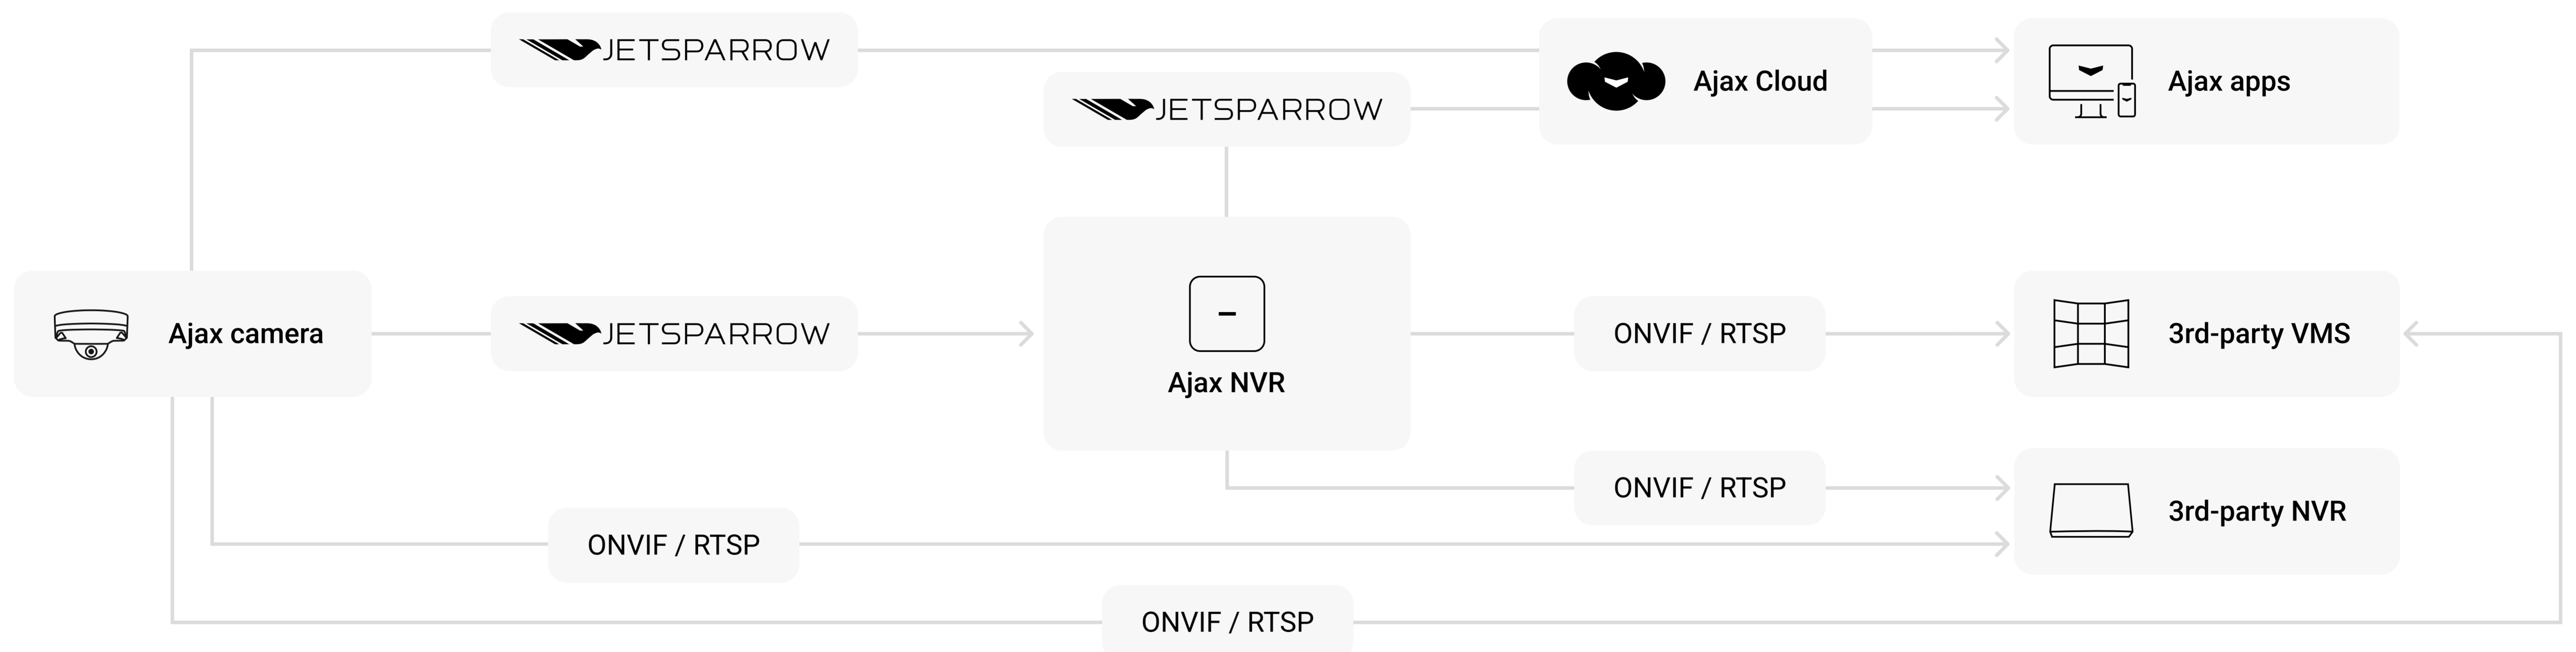 JETSPARROW
JETSPARROW
Ajax Cloud
Ajax apps
Ajax camera
JETSPARROW
Ajax NVR
ONVIF / RTSP
3rd-party VMS
ONVIF / RTSP
3rd-party NVR
ONVIF / RTSP
ONVIF / RTSP